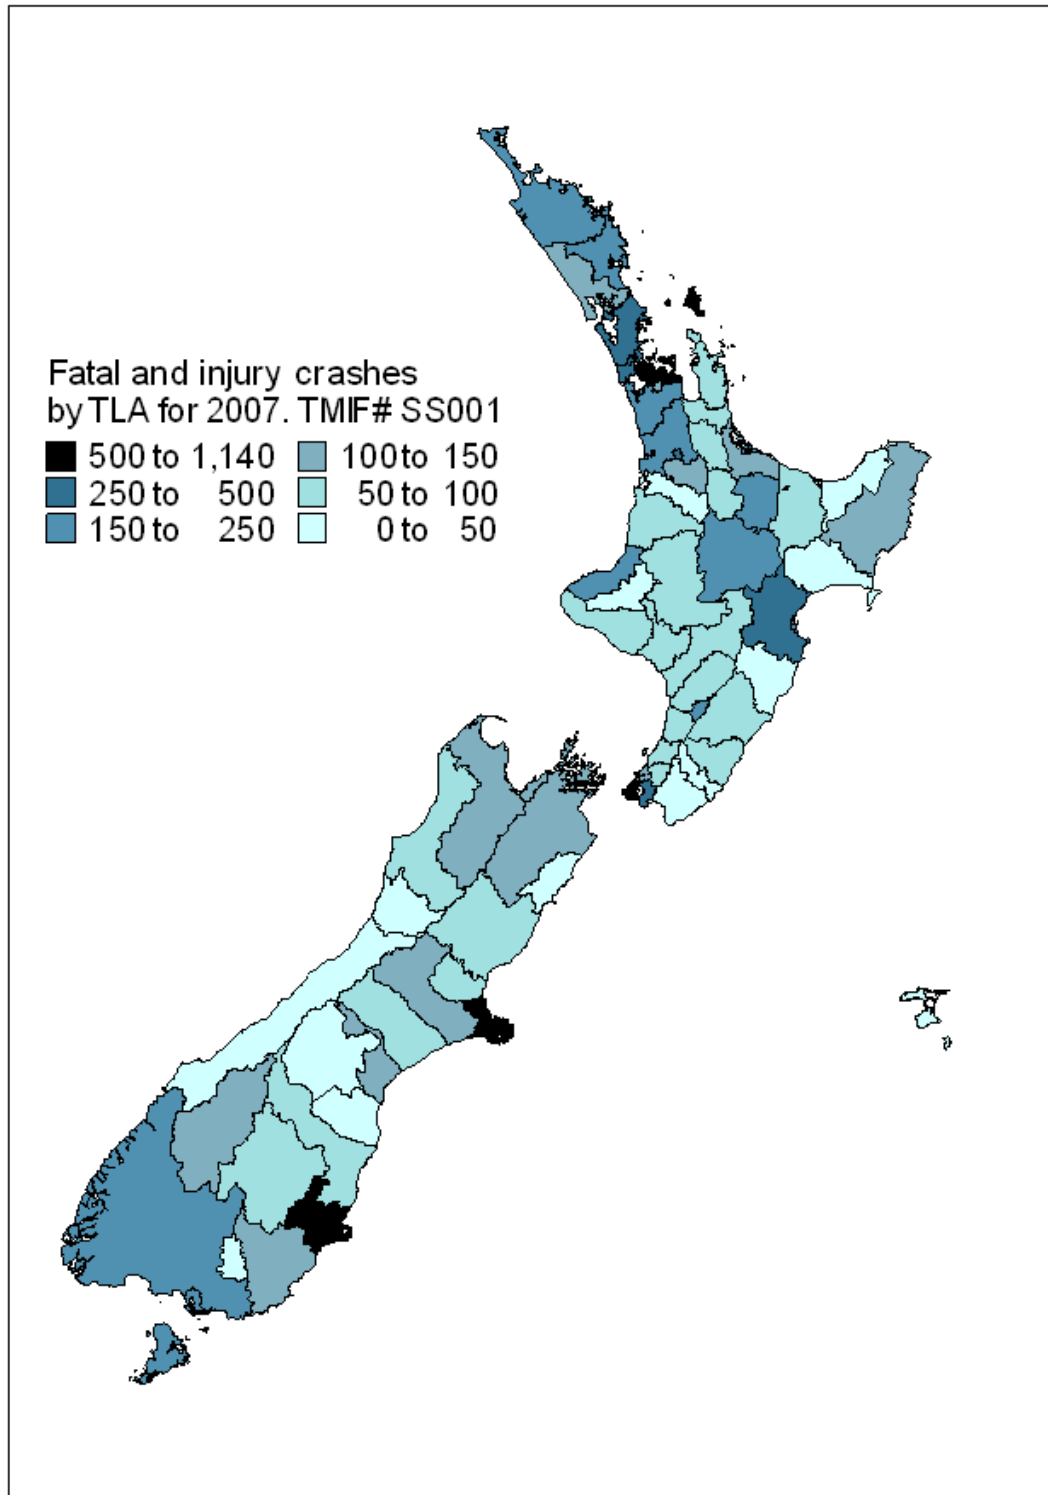 Fatal and injury crashes
by TLA for 2007. TMIF# SS001
500 to 1,140 100 to 150
250 to 500 50 to 100
150 to 250 0 to 50